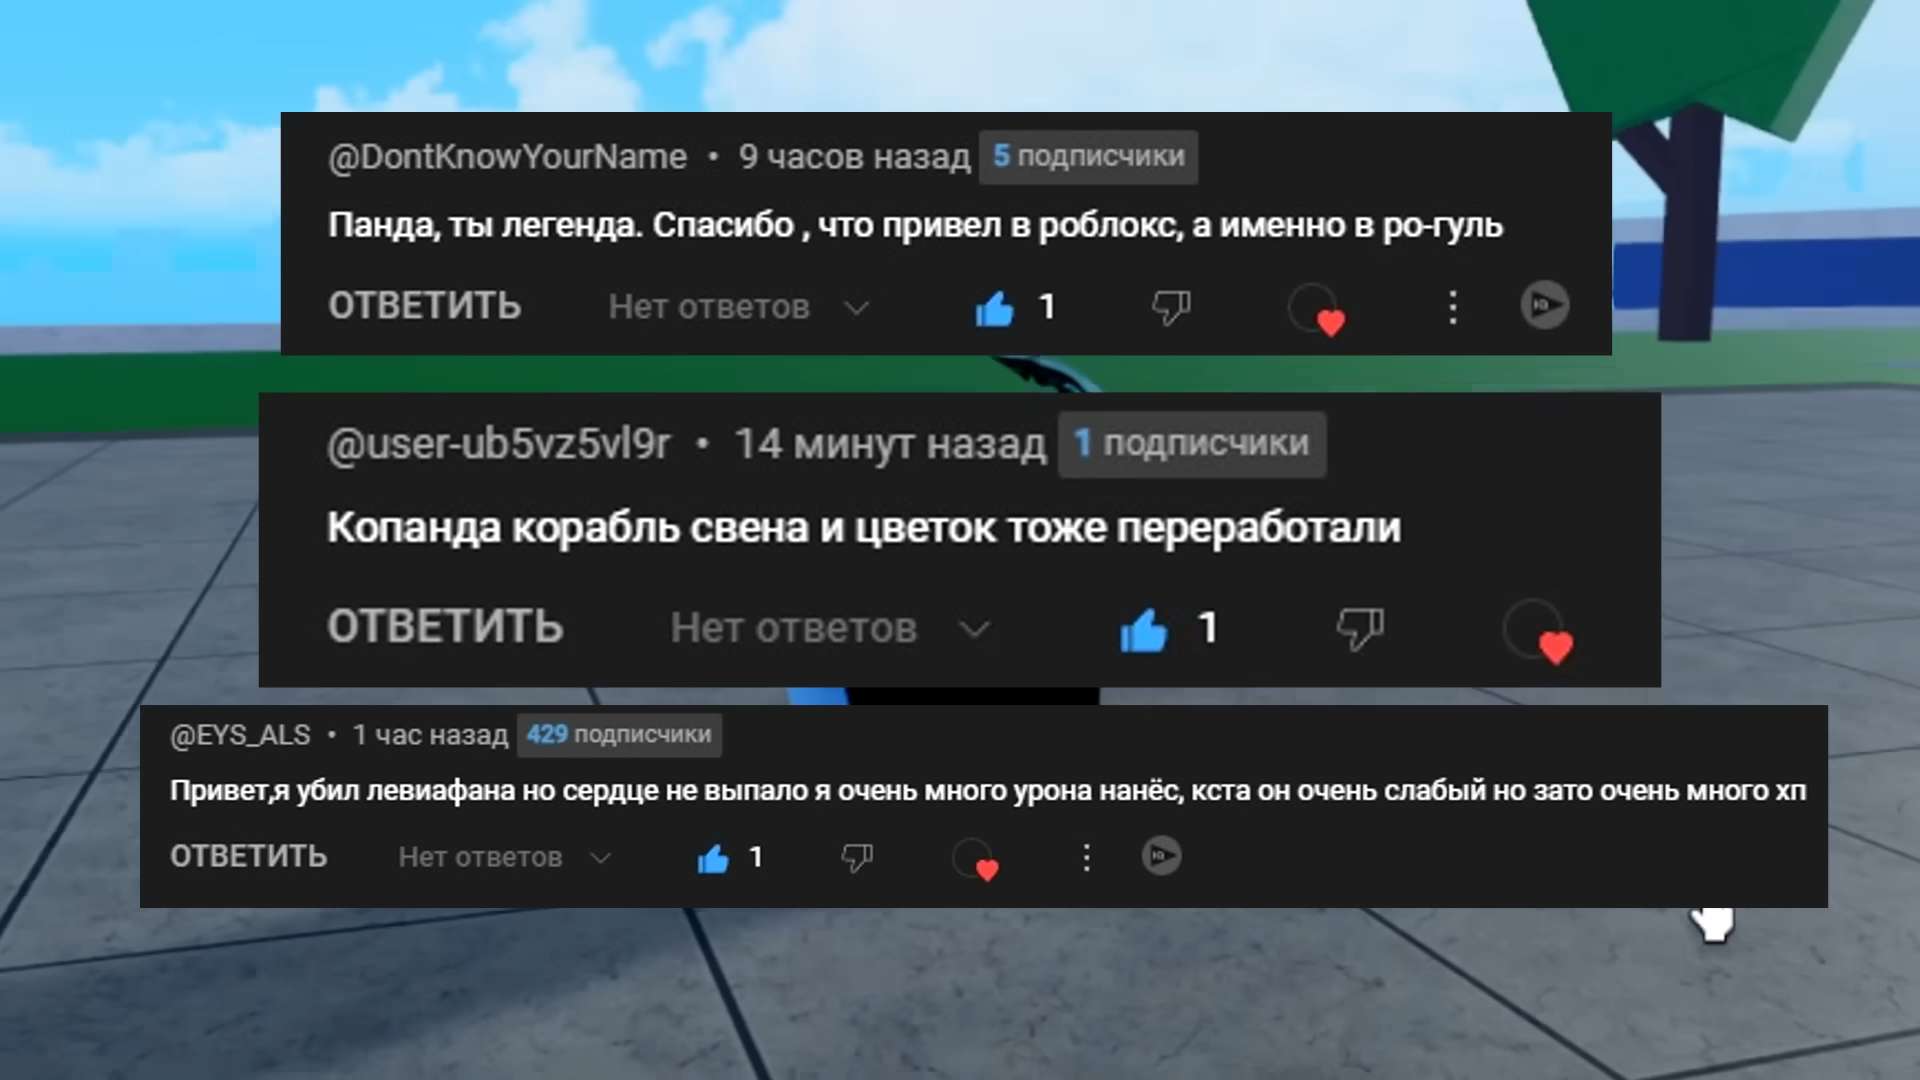 @DontKnowYourName • 9 часов назад 5 подписчики
Панда, ты легенда. Спасибо , что привел в роблокс, а именно в ро-гуль
ОТВЕТИТЬ Нет ответов 1
@user-ub5vz5vl9r • 14 минут назад 1 подписчики
Копанда корабль свена и цветок тоже переработали
ОТВЕТИТЬ Нет ответов 1
@EYS_ALS • 1 час назад 429 подписчики
Привет,я убил левиафана но сердце не выпало я очень много урона нанёс, кста он очень слабый но зато очень много хп
ОТВЕТИТЬ Нет ответов 1